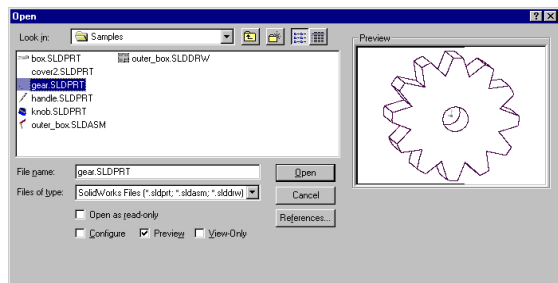 Open
Look in: Samples
box.SLDPRT
cover2.SLDPRT
gear.SLDPRT
handle.SLDPRT
knob.SLDPRT
outer_box.SLDASM
outer_box.SLDDRW
File name: gear.SLDPRT
Open
Files of type: SolidWorks Files (*.sldprt; *.sldasm; *.slddrw)
Cancel
Open as read-only
References...
Configure Preview View-Only
Preview